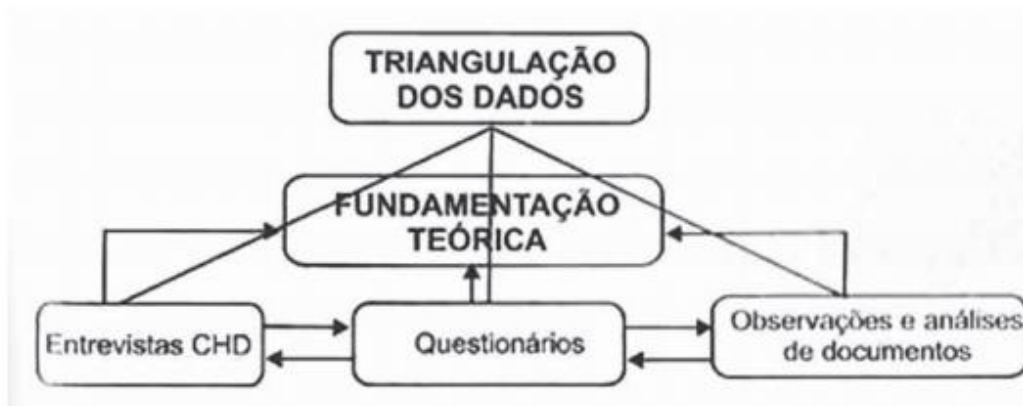 TRIANGULAÇÃO
DOS DADOS
FUNDAMENTAÇÃO
TEÓRICA
Entrevistas CHD
Questionários
Observações e análises
de documentos